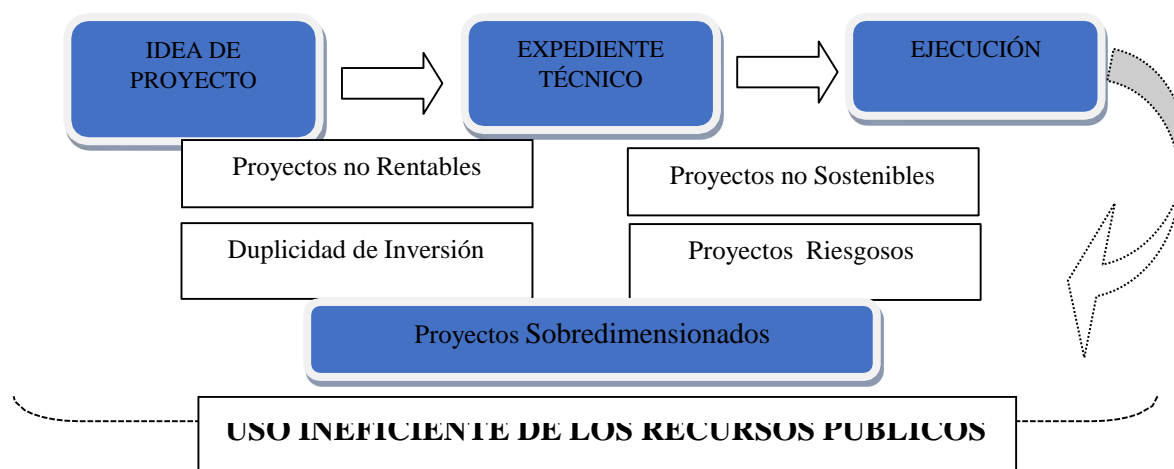 IDEA DE
PROYECTO
EXPEDIENTE
TÉCNICO
EJECUCIÓN
Proyectos no Rentables
Proyectos no Sostenibles
Duplicidad de Inversión
Proyectos Riesgosos
Proyectos Sobredimensionados
USO INEFICIENTE DE LOS RECURSOS PUBLICOS